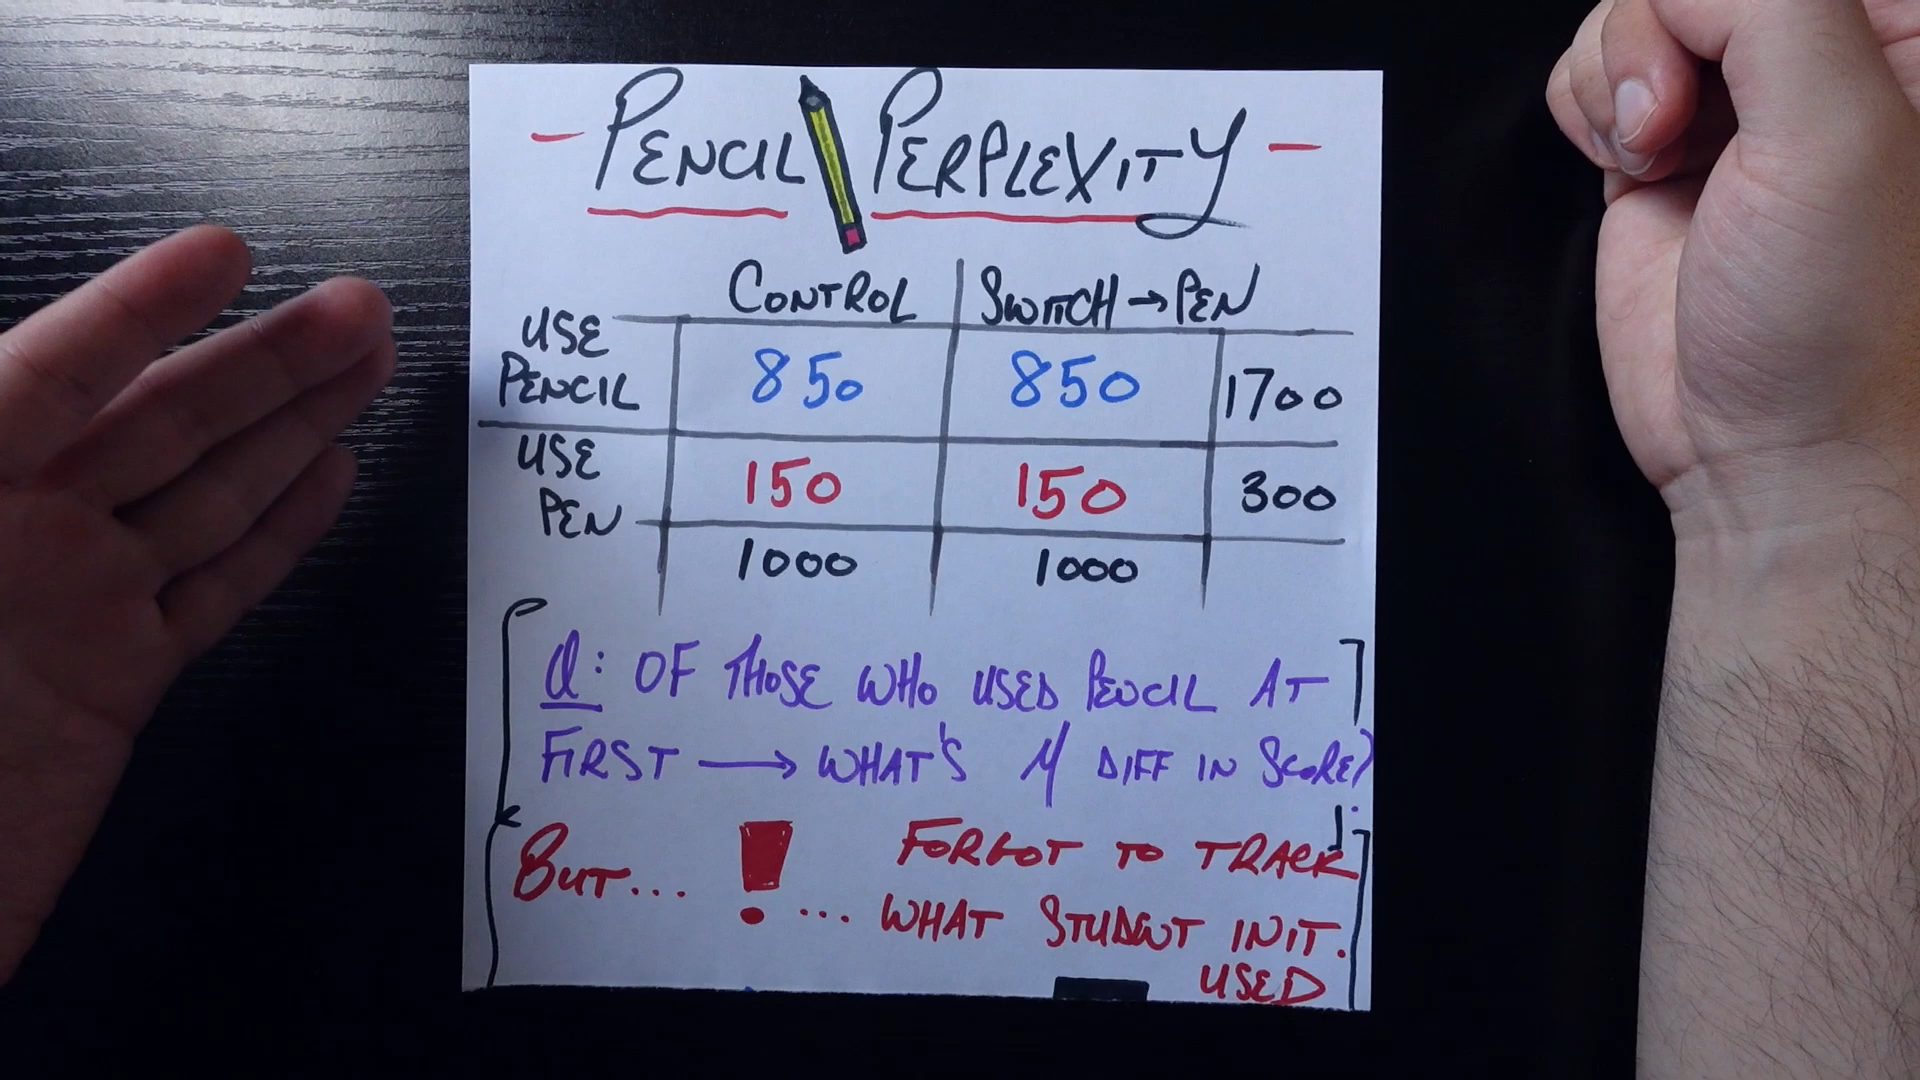 - PENCIL PERPLEXITY -
CONTROL SWITCH → PEN
USE PENCIL 850 850 1700
USE PEN 150 150 300
1000 1000
Q: OF THOSE WHO USED PENCIL AT
FIRST → WHAT'S DIFF IN SCORE?
BUT... ! ... FORGOT TO TRACK
WHAT STUDENT INIT.
USED